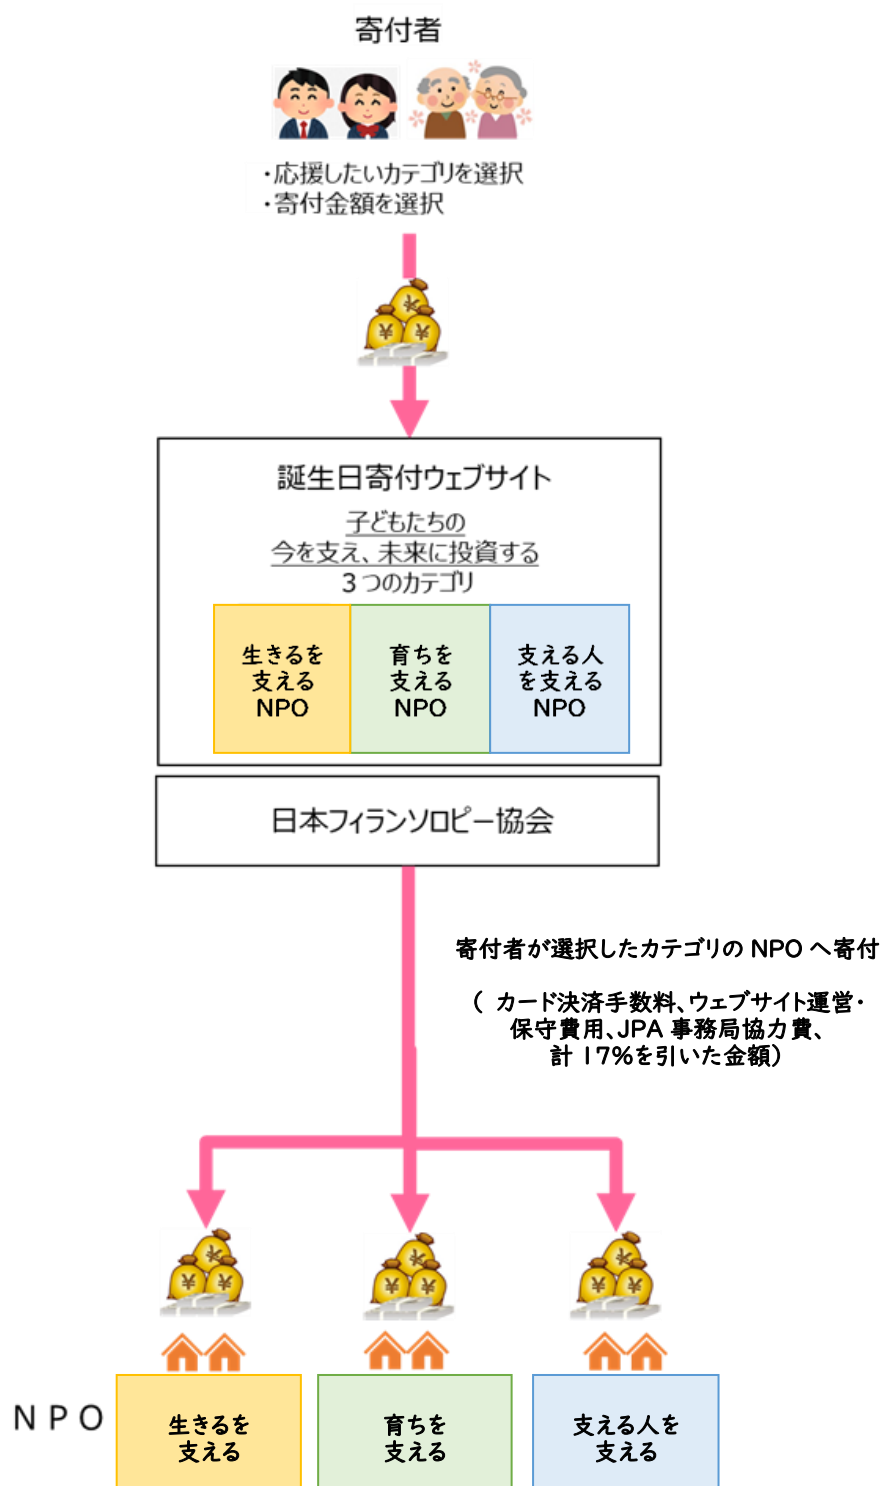 寄付者
・応援したいカテゴリを選択
・寄付金額を選択
誕生日寄付ウェブサイト
子どもたちの
今を支え、未来に投資する
３つのカテゴリ
生きるを
支える
NPO
育ちを
支える
NPO
支える人
を支える
NPO
日本フィランソロピー協会
寄付者が選択したカテゴリの NPO へ寄付
（ カード決済手数料、ウェブサイト運営・
保守費用、JPA 事務局協力費、
計 17%を引いた金額）
ＮＰＯ
生きるを
支える
育ちを
支える
支える人を
支える